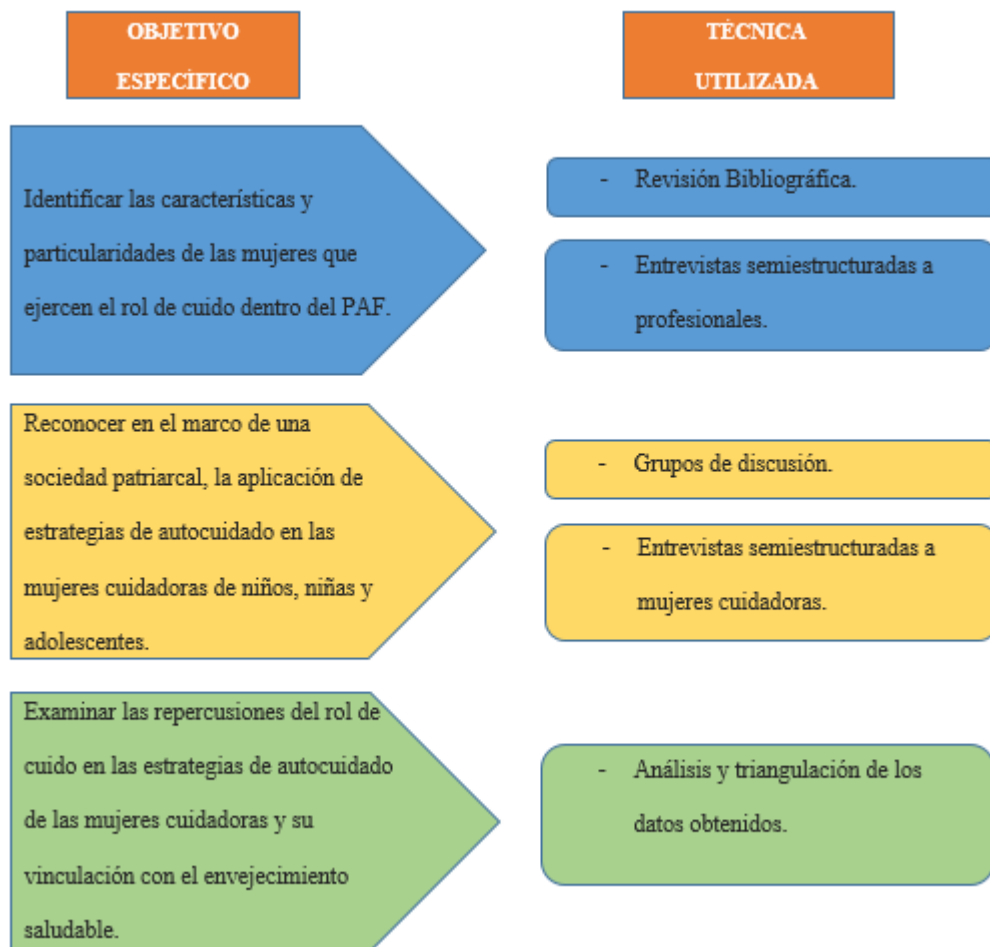 OBJETIVO
ESPECÍFICO
TÉCNICA
UTILIZADA
Identificar las características y
particularidades de las mujeres que
ejercen el rol de cuido dentro del PAF.
- Revisión Bibliográfica.
- Entrevistas semiestructuradas a
profesionales.
Reconocer en el marco de una
sociedad patriarcal, la aplicación de
estrategias de autocuidado en las
mujeres cuidadoras de niños, niñas y
adolescentes.
- Grupos de discusión.
- Entrevistas semiestructuradas a
mujeres cuidadoras.
Examinar las repercusiones del rol de
cuido en las estrategias de autocuidado
de las mujeres cuidadoras y su
vinculación con el envejecimiento
saludable.
- Análisis y triangulación de los
datos obtenidos.